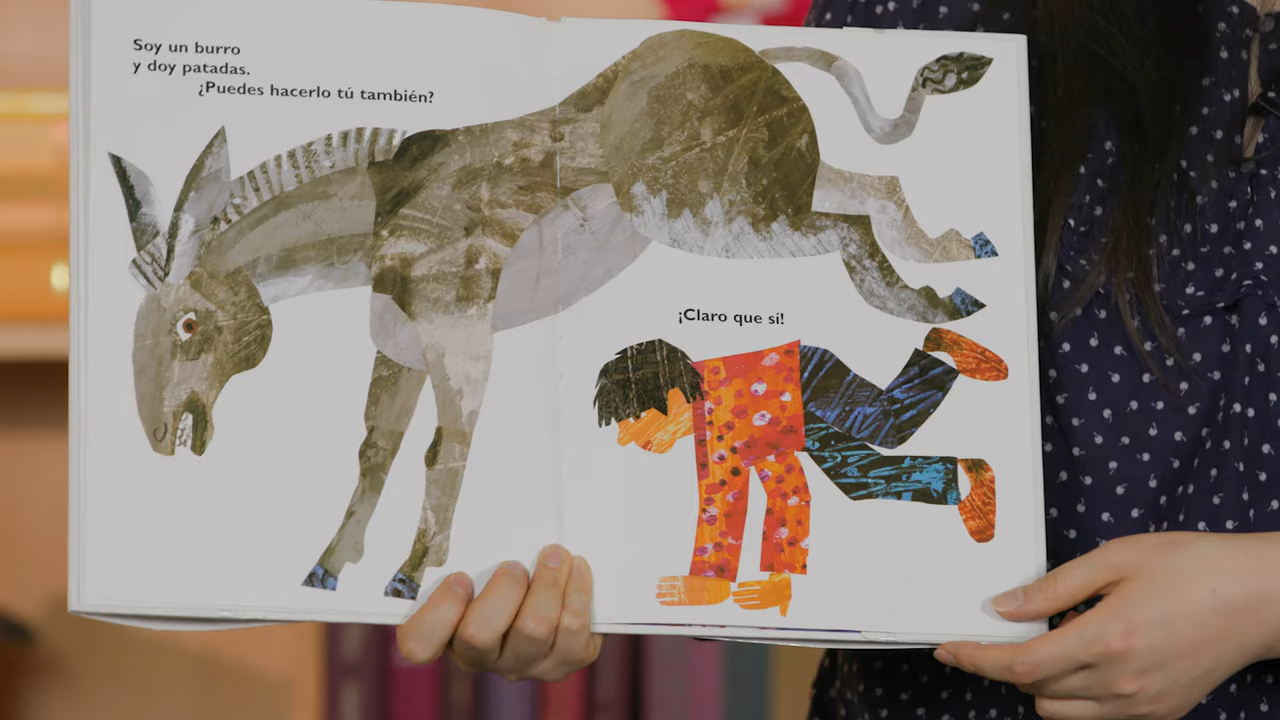 Soy un burro
y doy patadas.
¿Puedes hacerlo tú también?
¡Claro que sí!